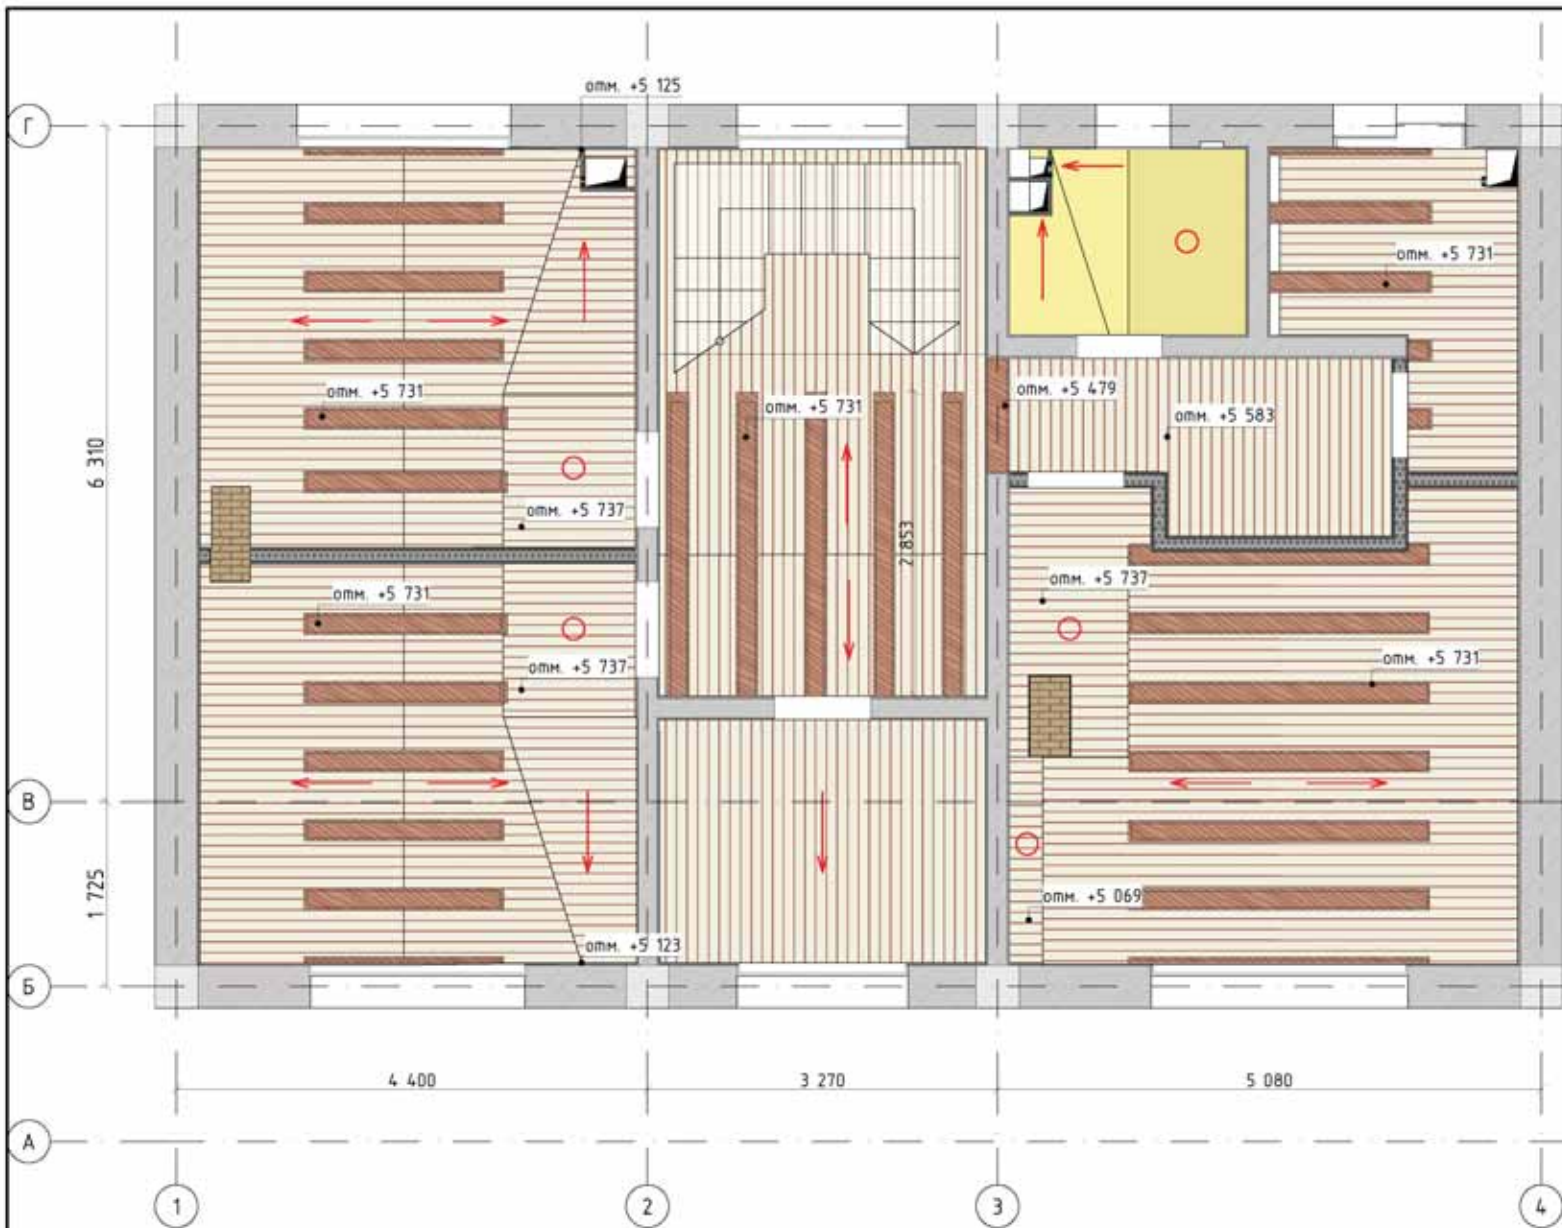 отм. +5 125
Г
отм. +5 731
отм. +5 731
отм. +5 479
отм. +5 731
отм. +5 583
6 310
отм. +5 737
2 853
отм. +5 731
отм. +5 737
отм. +5 737
отм. +5 731
В
1 725
отм. +5 069
отм. +5 123
Б
4 400
3 270
5 080
А
1
2
3
4